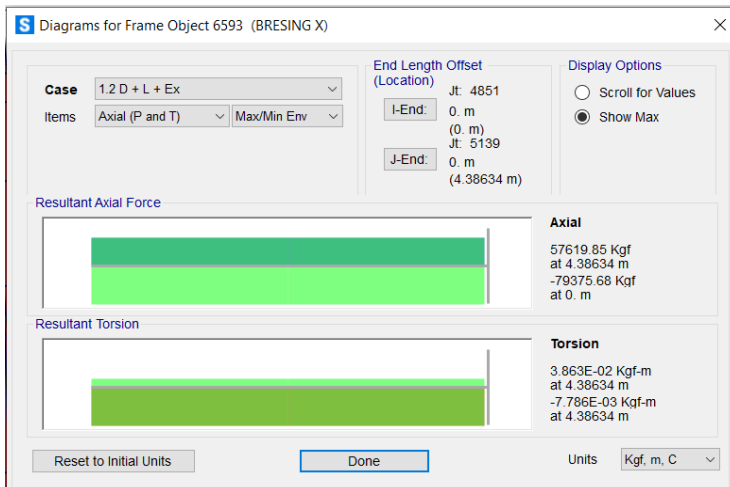 S Diagrams for Frame Object 6593 (BRESING X)
Case 1.2 D + L + Ex
Items Axial (P and T) Max/Min Env
End Length Offset
(Location)
Jt: 4851
I-End: 0. m
(0. m)
Jt: 5139
J-End: 0. m
(4.38634 m)
Display Options
Scroll for Values
Show Max
Resultant Axial Force
Axial
57619.85 Kgf
at 4.38634 m
-79375.68 Kgf
at 0. m
Resultant Torsion
Torsion
3.863E-02 Kgf-m
at 4.38634 m
-7.786E-03 Kgf-m
at 4.38634 m
Reset to Initial Units Done Units Kgf, m, C